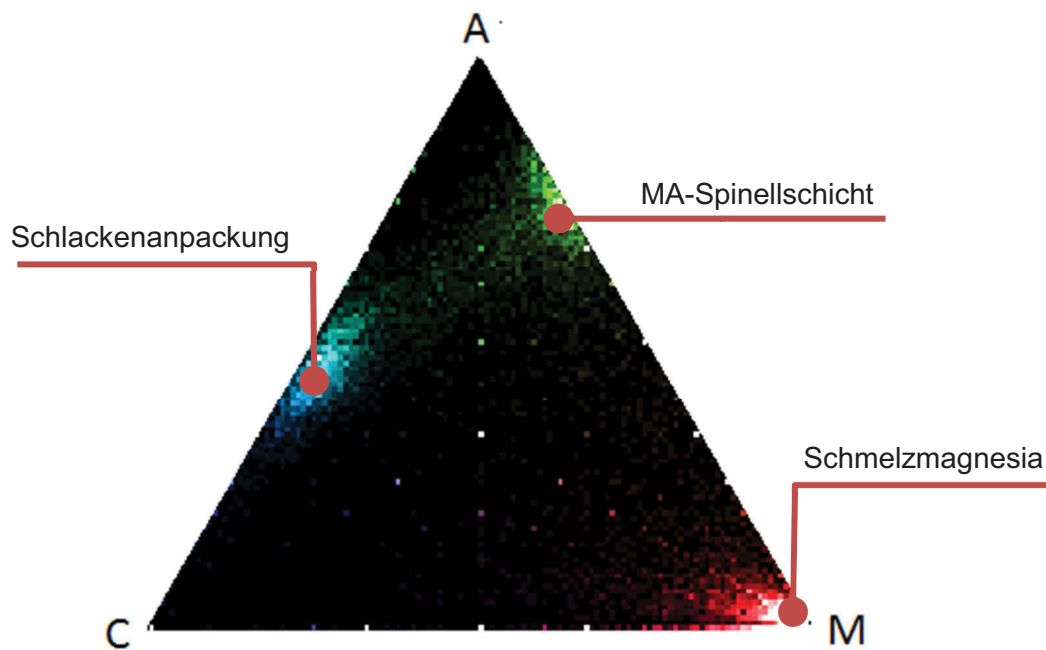 A
MA-Spinellschicht
Schlackenanpackung
Schmelzmagnesia
C
M